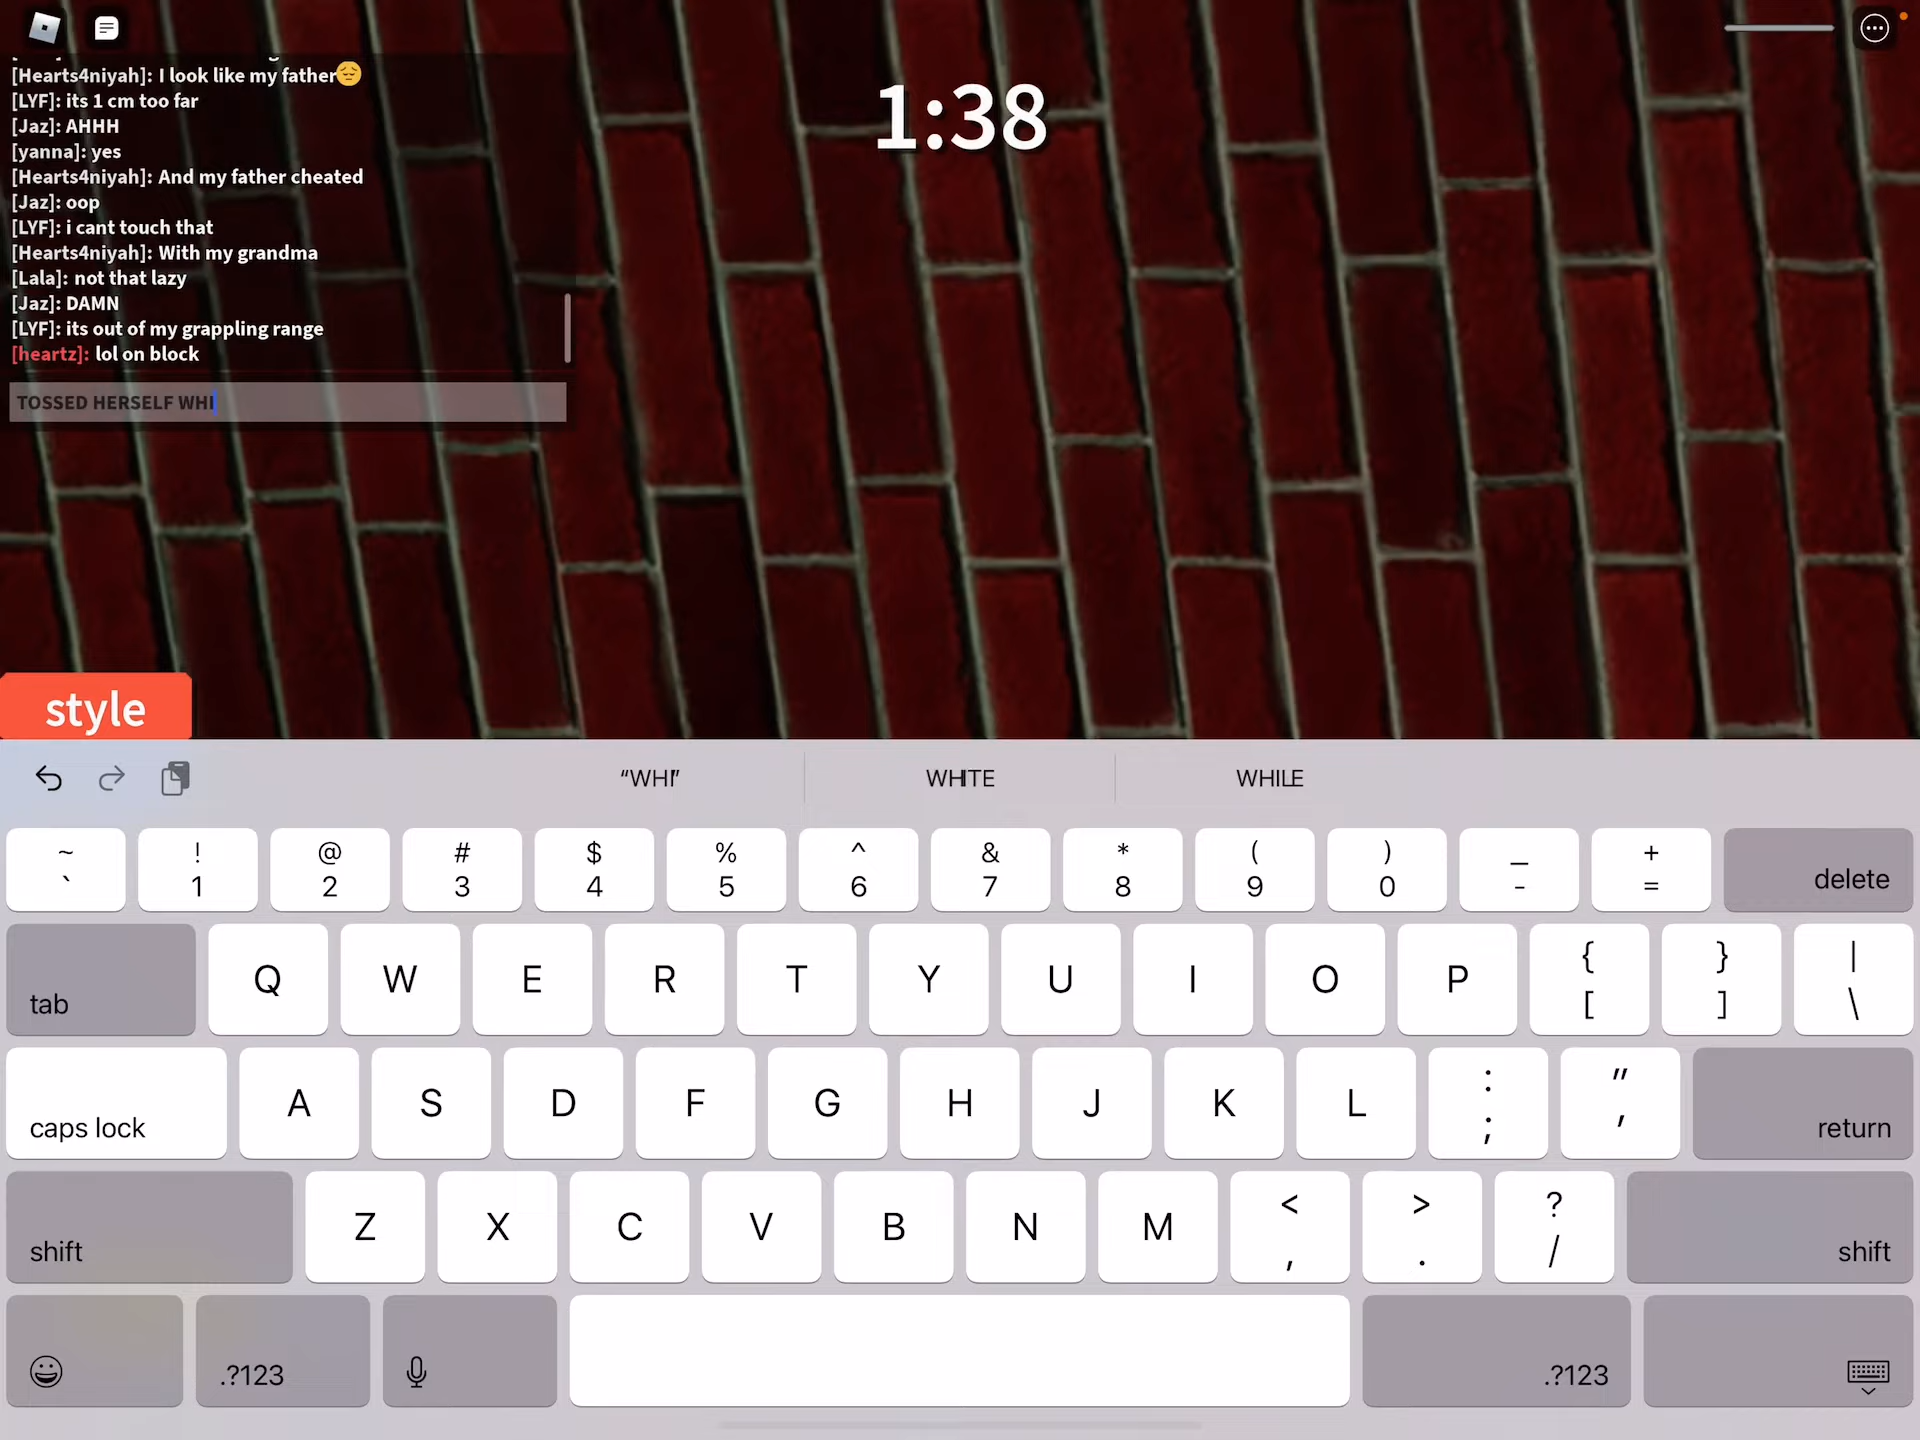 [Hearts4niyah]: I look like my father😔
[LYF]: its 1 cm too far
[Jaz]: AHHH
[yanna]: yes
[Hearts4niyah]: And my father cheated
[Jaz]: oop
[LYF]: i cant touch that
[Hearts4niyah]: With my grandma
[Lala]: not that lazy
[Jaz]: DAMN
[LYF]: its out of my grappling range
[heartz]: lol on block
TOSSED HERSELF WHI
1:38
style
“WHI” WHITE WHILE
~ ! @ # $ % ^ & * ( ) _ +
` 1 2 3 4 5 6 7 8 9 0 - = delete
tab Q W E R T Y U I O P { [ } ] | \
caps lock A S D F G H J K L : ; " ' return
shift Z X C V B N M < , > . ? / shift
.?123 .?123